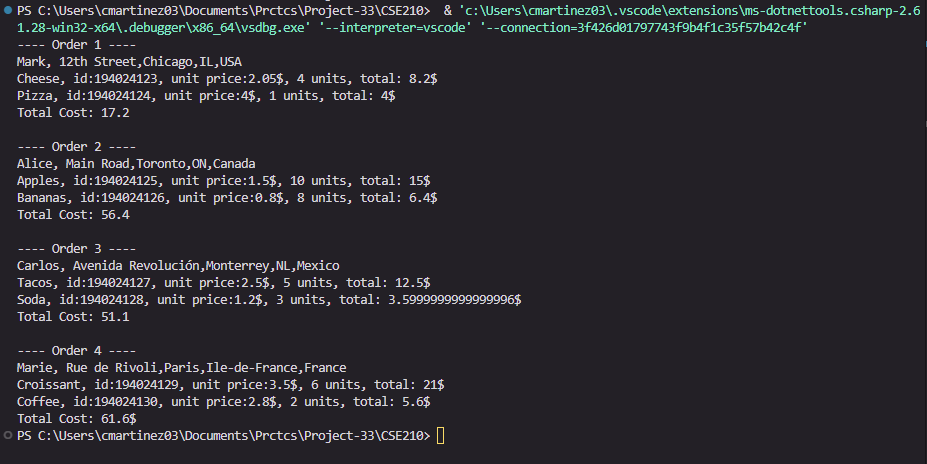 PS C:\Users\cmartinez03\Documents\Prctcs\Project-33\CSE210>  & 'c:\Users\cmartinez03\.vscode\extensions\ms-dotnettools.csharp-2.6
1.28-win32-x64\.debugger\x86_64\vsdbg.exe' '--interpreter=vscode' '--connection=3f426d01797743f9b4f1c35f57b42c4f'
---- Order 1 ----
Mark, 12th Street,Chicago,IL,USA
Cheese, id:194024123, unit price:2.05$, 4 units, total: 8.2$
Pizza, id:194024124, unit price:4$, 1 units, total: 4$
Total Cost: 17.2
---- Order 2 ----
Alice, Main Road,Toronto,ON,Canada
Apples, id:194024125, unit price:1.5$, 10 units, total: 15$
Bananas, id:194024126, unit price:0.8$, 8 units, total: 6.4$
Total Cost: 56.4
---- Order 3 ----
Carlos, Avenida Revolución,Monterrey,NL,Mexico
Tacos, id:194024127, unit price:2.5$, 5 units, total: 12.5$
Soda, id:194024128, unit price:1.2$, 3 units, total: 3.5999999999999996$
Total Cost: 51.1
---- Order 4 ----
Marie, Rue de Rivoli,Paris,Ile-de-France,France
Croissant, id:194024129, unit price:3.5$, 6 units, total: 21$
Coffee, id:194024130, unit price:2.8$, 2 units, total: 5.6$
Total Cost: 61.6$
PS C:\Users\cmartinez03\Documents\Prctcs\Project-33\CSE210>